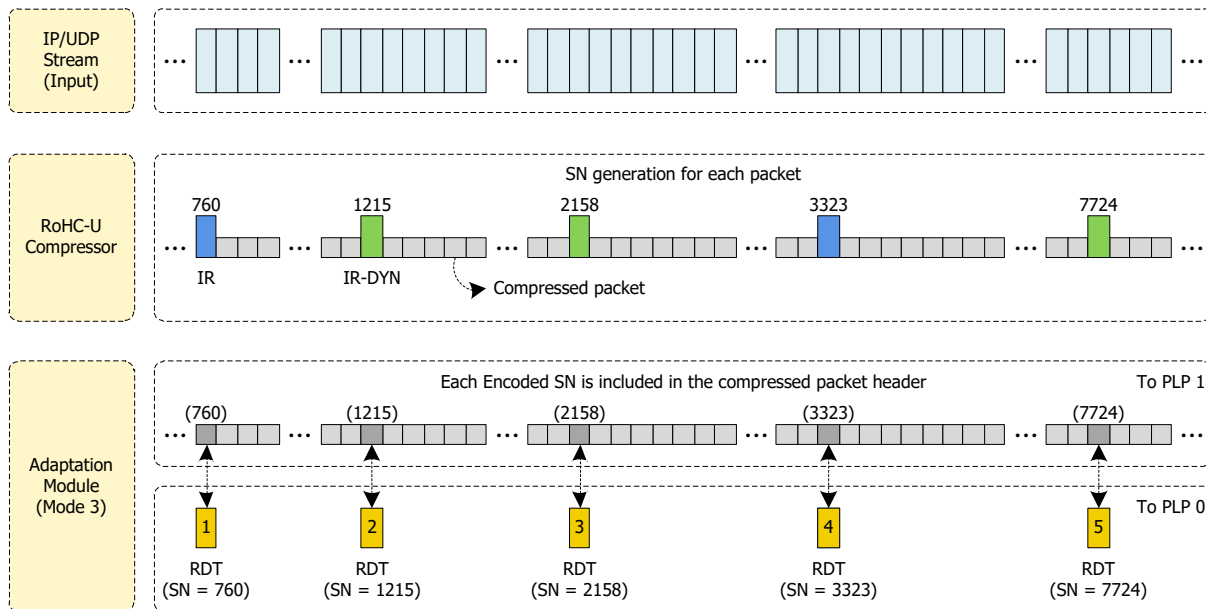 IP/UDP
Stream
(Input)
... ... ... ... ... ...
RoHC-U
Compressor
SN generation for each packet
760 1215 2158 3323 7724
... ... ... ... ... ...
IR IR-DYN
Compressed packet
Adaptation
Module
(Mode 3)
Each Encoded SN is included in the compressed packet header
To PLP 1
(760) (1215) (2158) (3323) (7724)
... ... ... ... ... ...
To PLP 0
1 2 3 4 5
RDT RDT RDT RDT RDT
(SN = 760) (SN = 1215) (SN = 2158) (SN = 3323) (SN = 7724)